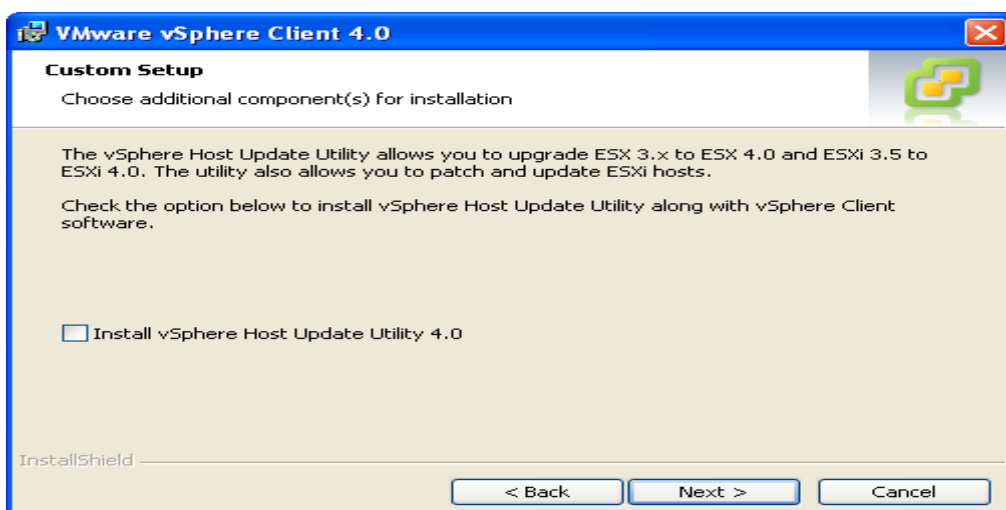 VMware vSphere Client 4.0
Custom Setup
Choose additional component(s) for installation
The vSphere Host Update Utility allows you to upgrade ESX 3.x to ESX 4.0 and ESXi 3.5 to
ESXi 4.0. The utility also allows you to patch and update ESXi hosts.
Check the option below to install vSphere Host Update Utility along with vSphere Client
software.
Install vSphere Host Update Utility 4.0
InstallShield
< Back
Next >
Cancel